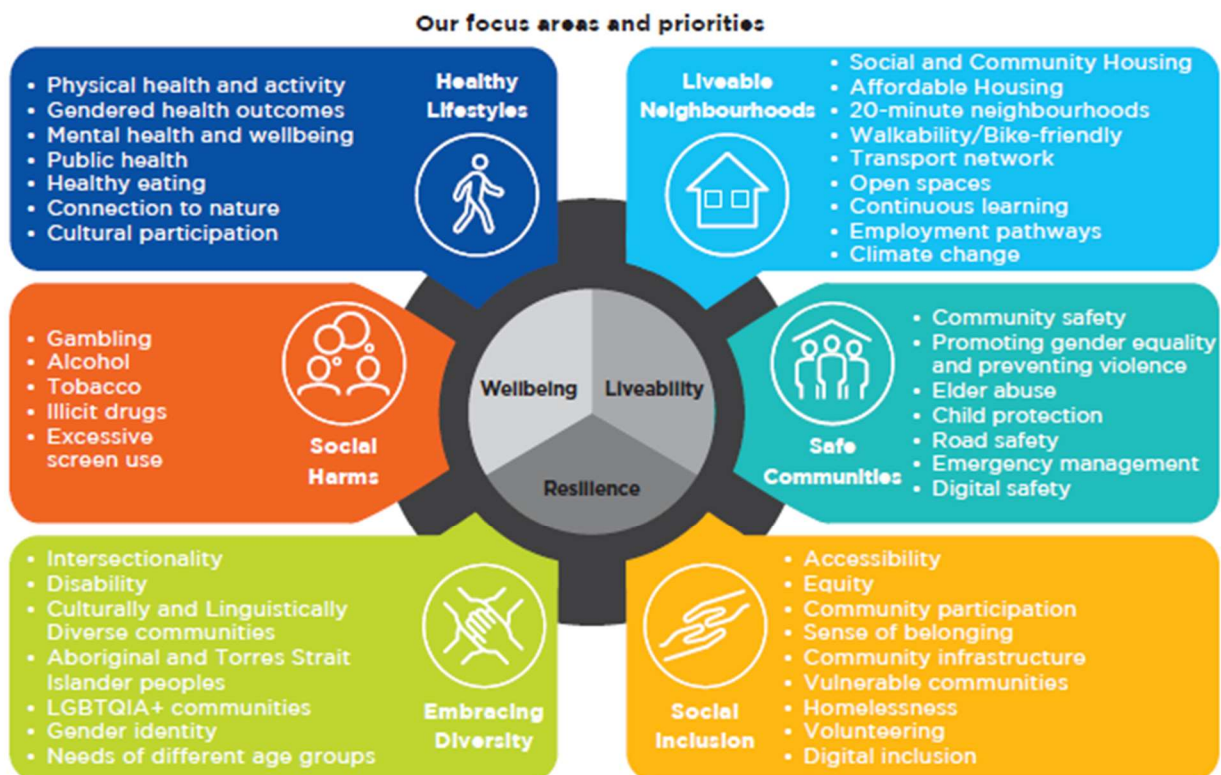 Our focus areas and priorities
• Physical health and activity
• Gendered health outcomes
• Mental health and wellbeing
• Public health
• Healthy eating
• Connection to nature
• Cultural participation
Healthy
Lifestyles
Liveable
Neighbourhoods
• Social and Community Housing
• Affordable Housing
• 20-minute neighbourhoods
• Walkability/Bike-friendly
• Transport network
• Open spaces
• Continuous learning
• Employment pathways
• Climate change
• Gambling
• Alcohol
• Tobacco
• Illicit drugs
• Excessive
screen use
Social
Harms
Wellbeing
Liveability
Resilience
Safe
Communities
• Community safety
• Promoting gender equality
and preventing violence
• Elder abuse
• Child protection
• Road safety
• Emergency management
• Digital safety
• Intersectionality
• Disability
• Culturally and Linguistically
Diverse communities
• Aboriginal and Torres Strait
Islander peoples
• LGBTQIA+ communities
• Gender identity
• Needs of different age groups
Embracing
Diversity
Social
Inclusion
• Accessibility
• Equity
• Community participation
• Sense of belonging
• Community infrastructure
• Vulnerable communities
• Homelessness
• Volunteering
• Digital inclusion